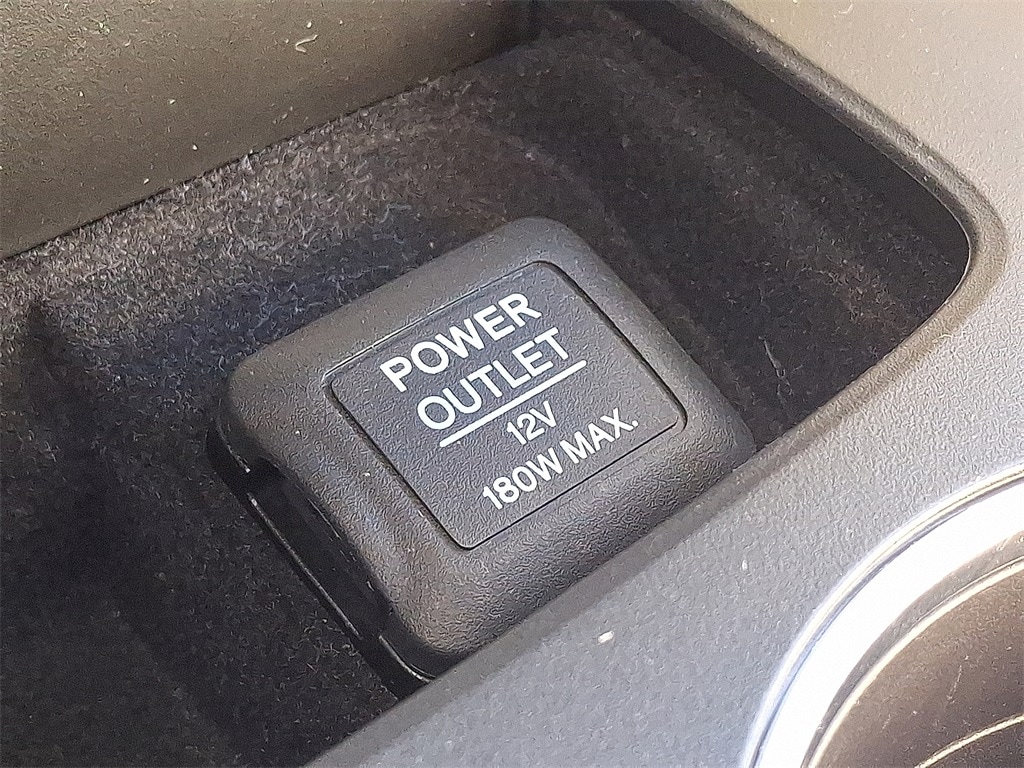 POWER
OUTLET
12V
180W MAX.